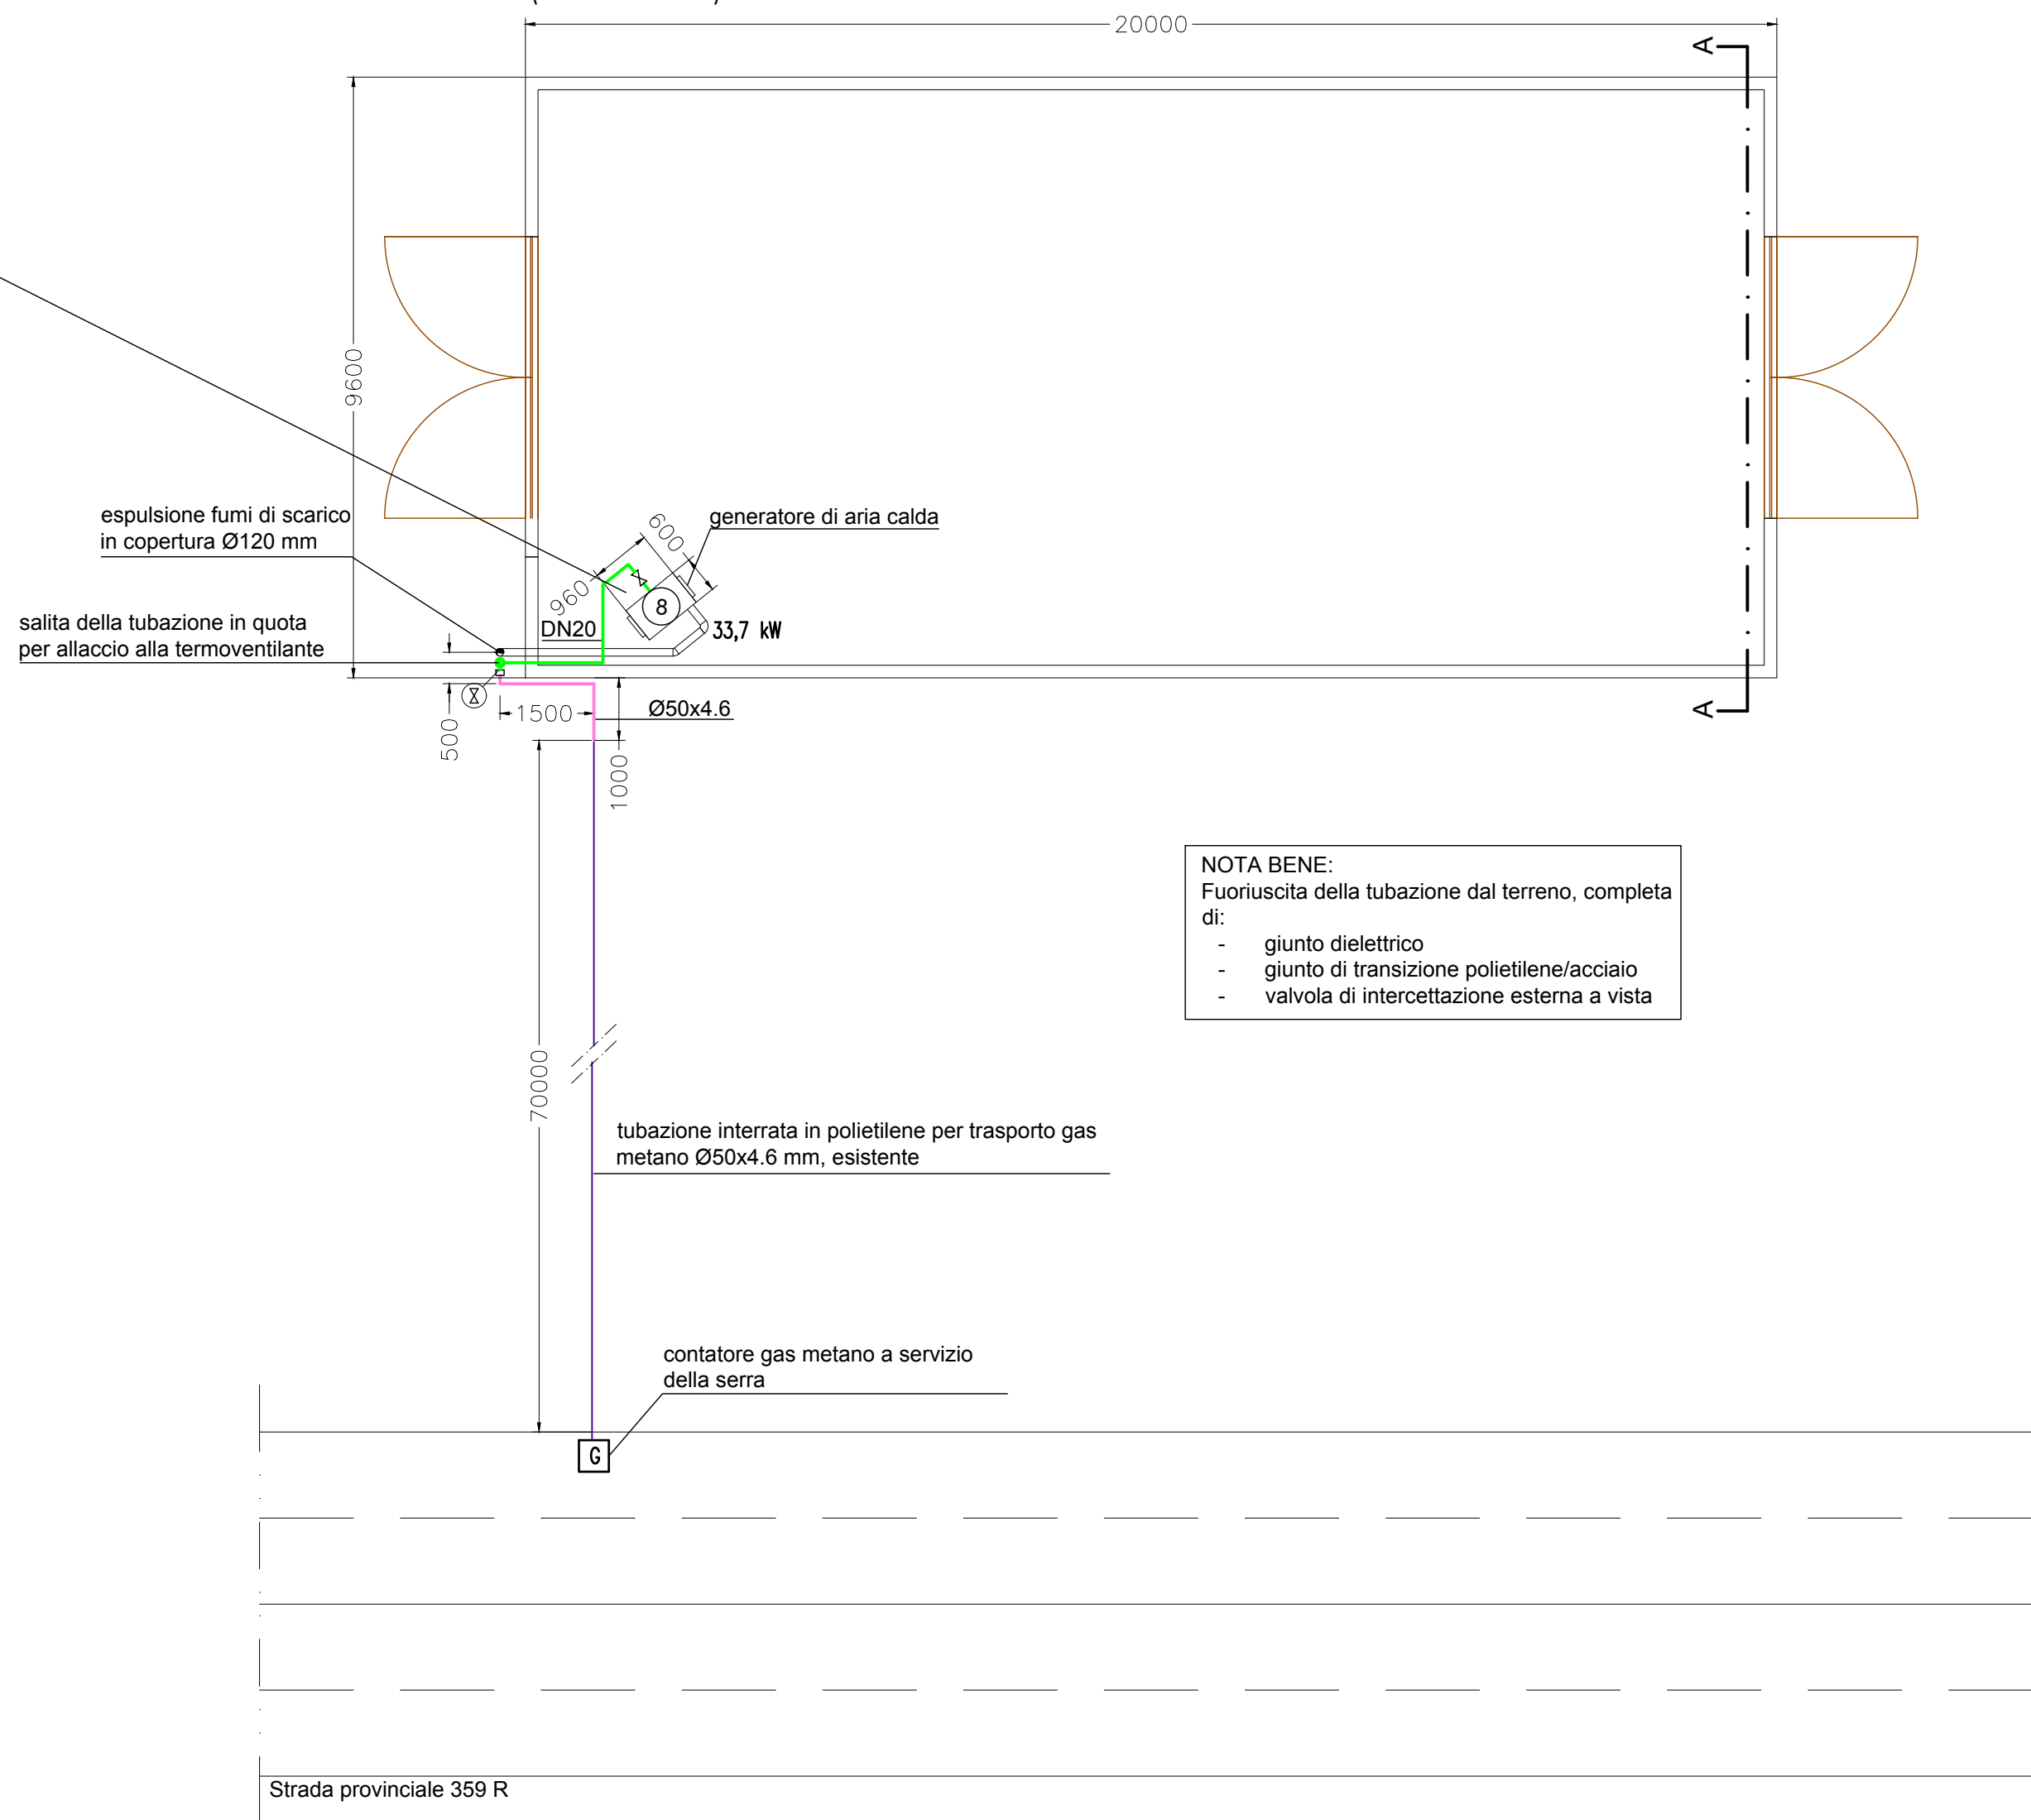 20000
A
9600
espulsione fumi di scarico
in copertura Ø120 mm
600
generatore di aria calda
960
8
salita della tubazione in quota
per allaccio alla termoventilante
DN20
33,7 kW
1500
Ø50x4.6
A
500
1000
NOTA BENE:
Fuoriuscita della tubazione dal terreno, completa
di:
- giunto dielettrico
- giunto di transizione polietilene/acciaio
- valvola di intercettazione esterna a vista
70000
tubazione interrata in polietilene per trasporto gas
metano Ø50x4.6 mm, esistente
contatore gas metano a servizio
della serra
G
Strada provinciale 359 R